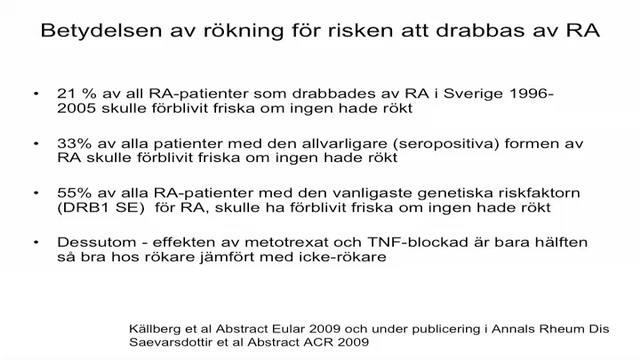 Betydelsen av rökning för risken att drabbas av RA
• 21 % av all RA-patienter som drabbades av RA i Sverige 1996-
2005 skulle förblivit friska om ingen hade rökt
• 33% av alla patienter med den allvarligare (seropositiva) formen av
RA skulle förblivit friska om ingen hade rökt
• 55% av alla RA-patienter med den vanligaste genetiska riskfaktorn
(DRB1 SE) för RA, skulle ha förblivit friska om ingen hade rökt
• Dessutom - effekten av metotrexat och TNF-blockad är bara hälften
så bra hos rökare jämfört med icke-rökare
Källberg et al Abstract Eular 2009 och under publicering i Annals Rheum Dis
Saevarsdottir et al Abstract ACR 2009